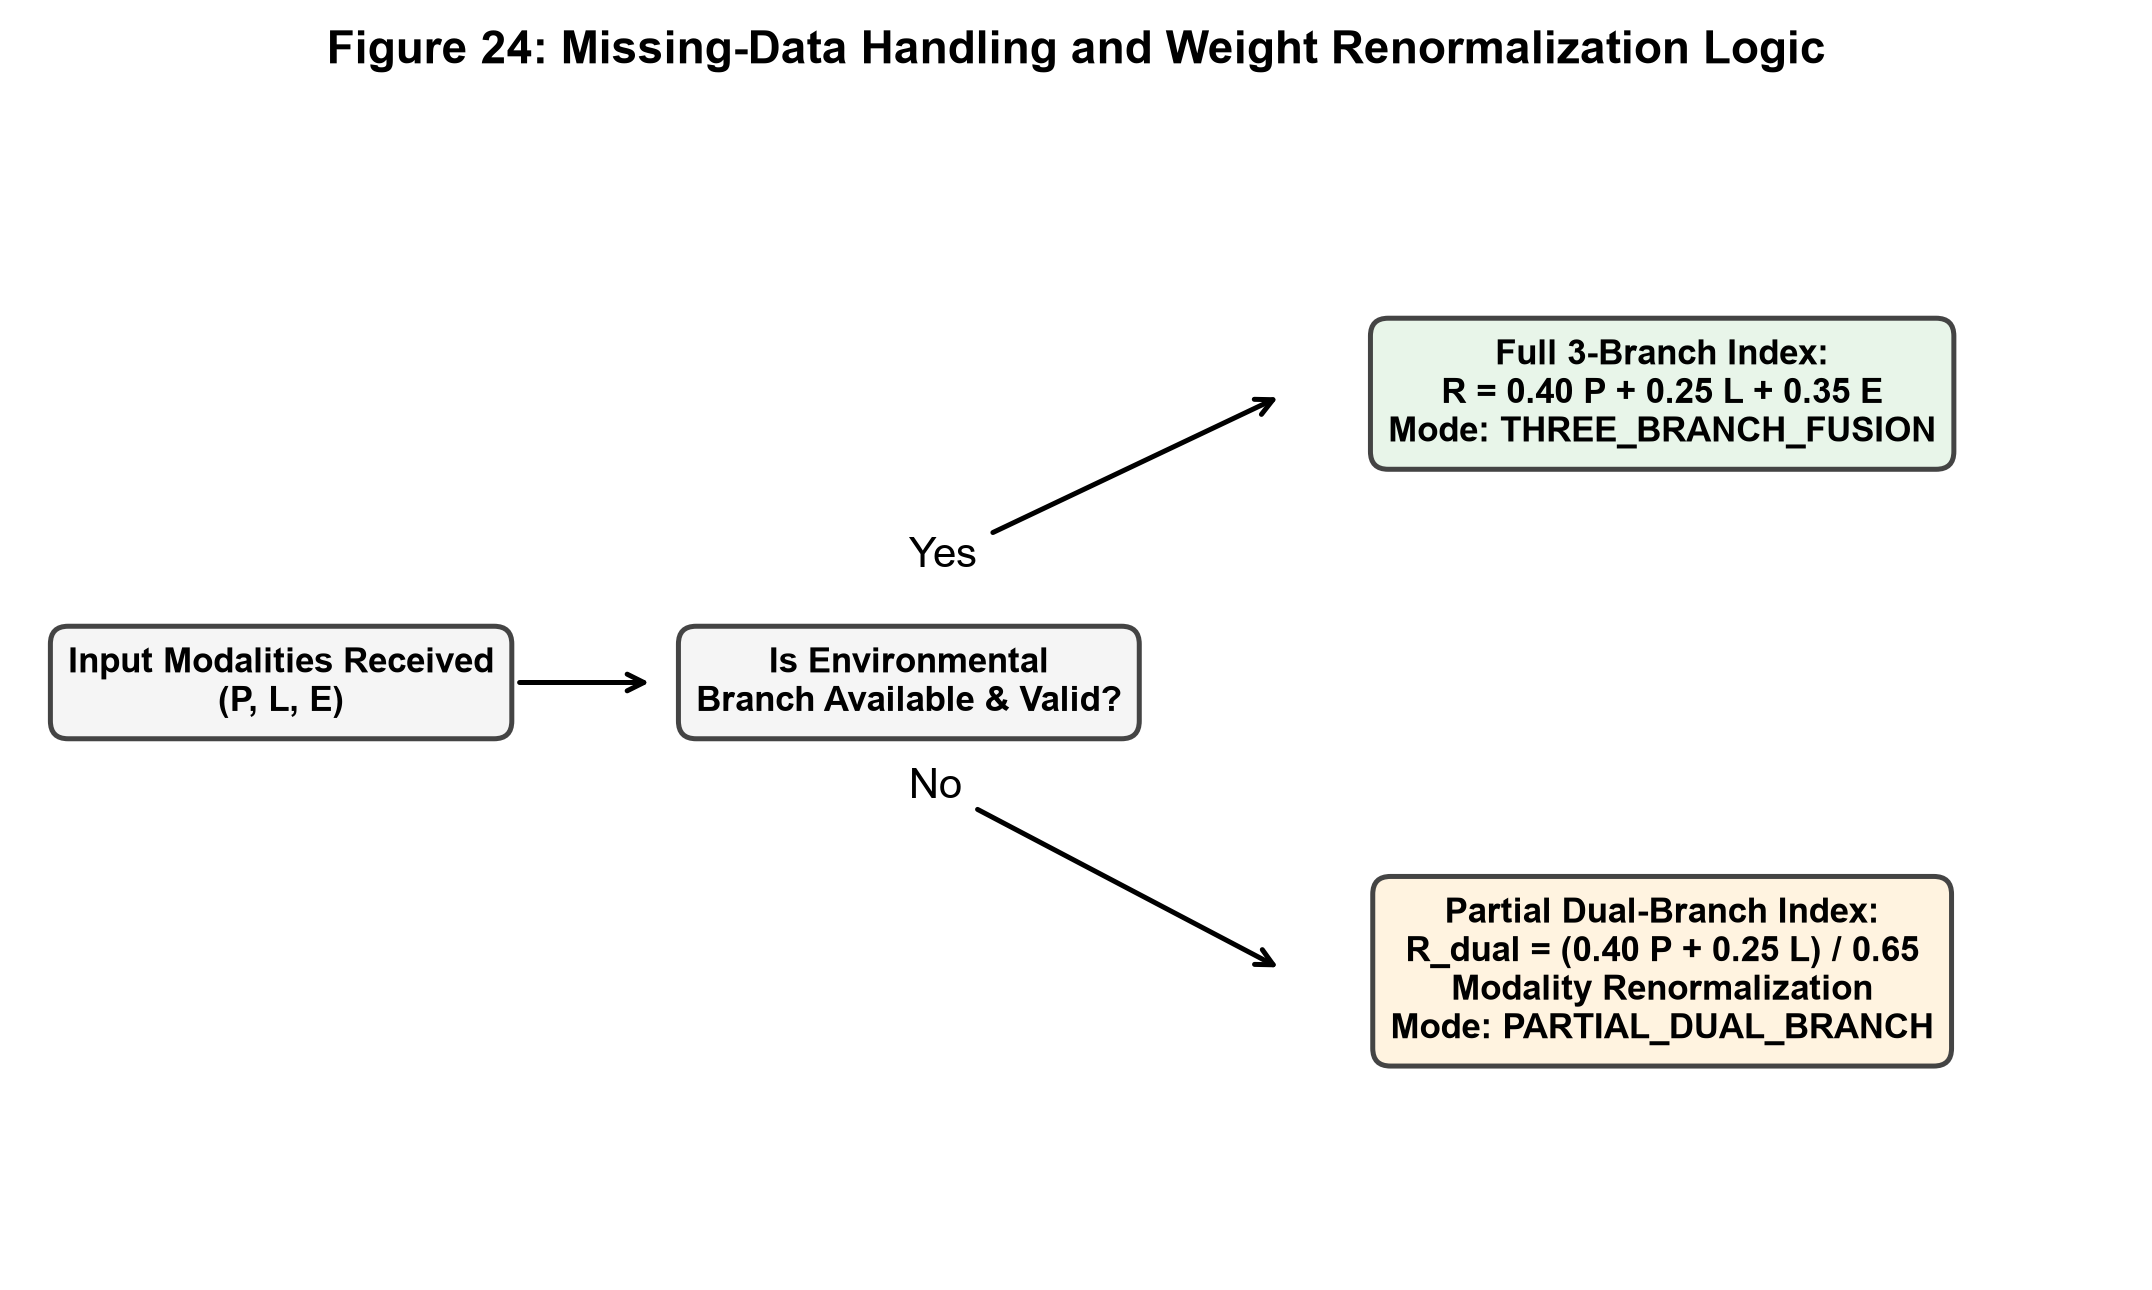 Figure 24: Missing-Data Handling and Weight Renormalization Logic
Full 3-Branch Index:
R = 0.40 P + 0.25 L + 0.35 E
Mode: THREE_BRANCH_FUSION
Yes
Input Modalities Received
(P, L, E)
Is Environmental
Branch Available & Valid?
No
Partial Dual-Branch Index:
R_dual = (0.40 P + 0.25 L) / 0.65
Modality Renormalization
Mode: PARTIAL_DUAL_BRANCH